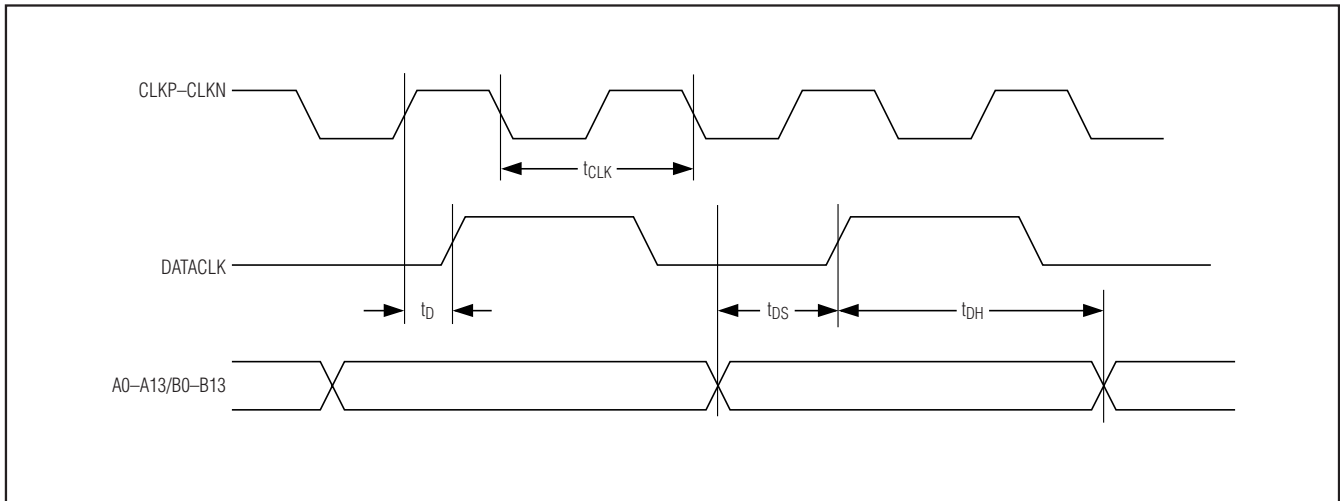 CLKP–CLKN
tCLK
DATACLK
tD
tDS
tDH
A0–A13/B0–B13